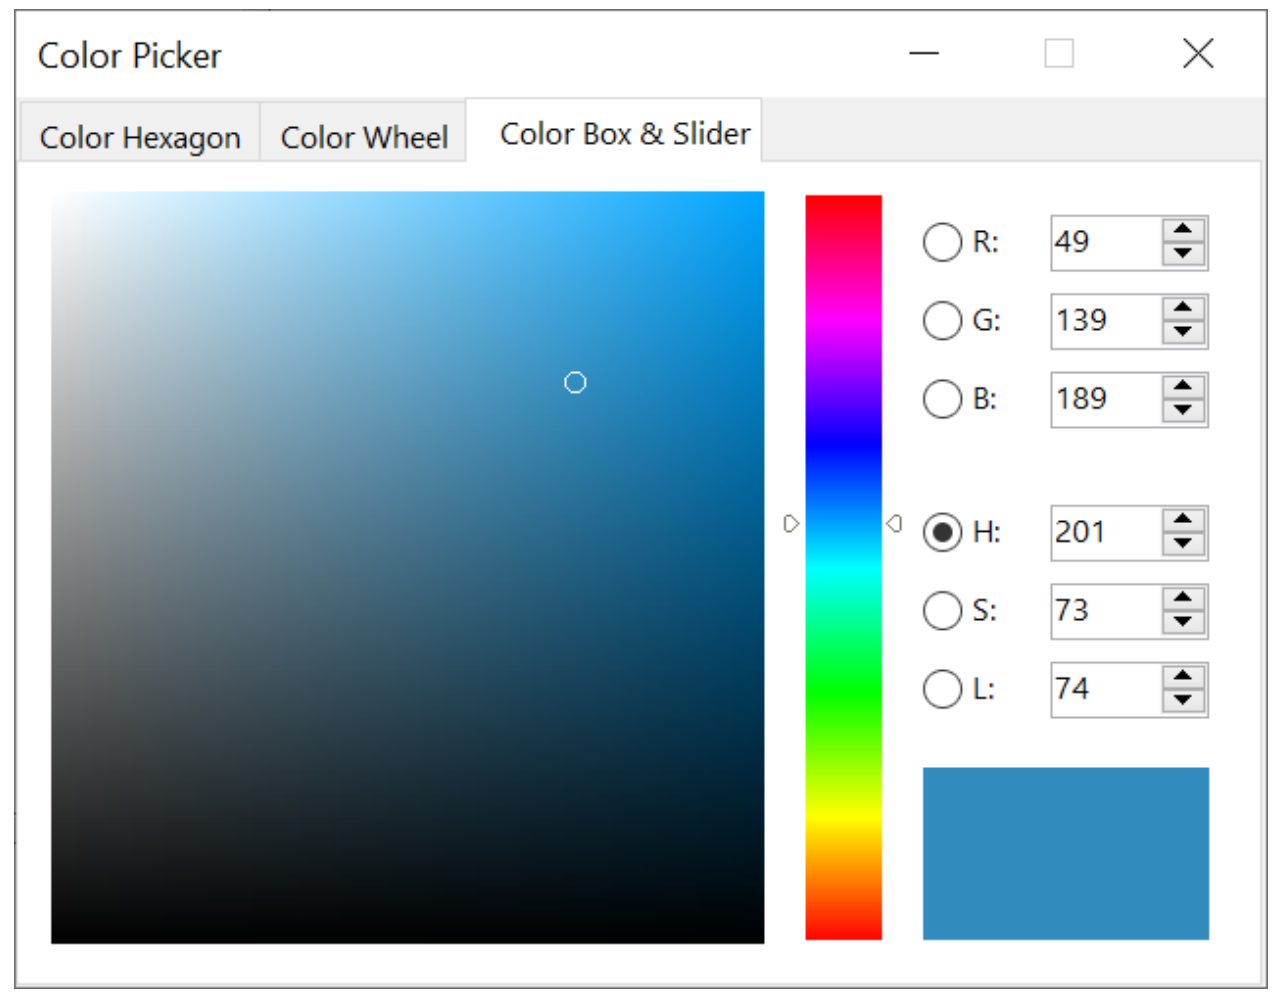 Color Picker
Color Hexagon Color Wheel Color Box & Slider
R: 49
G: 139
B: 189
H: 201
S: 73
L: 74